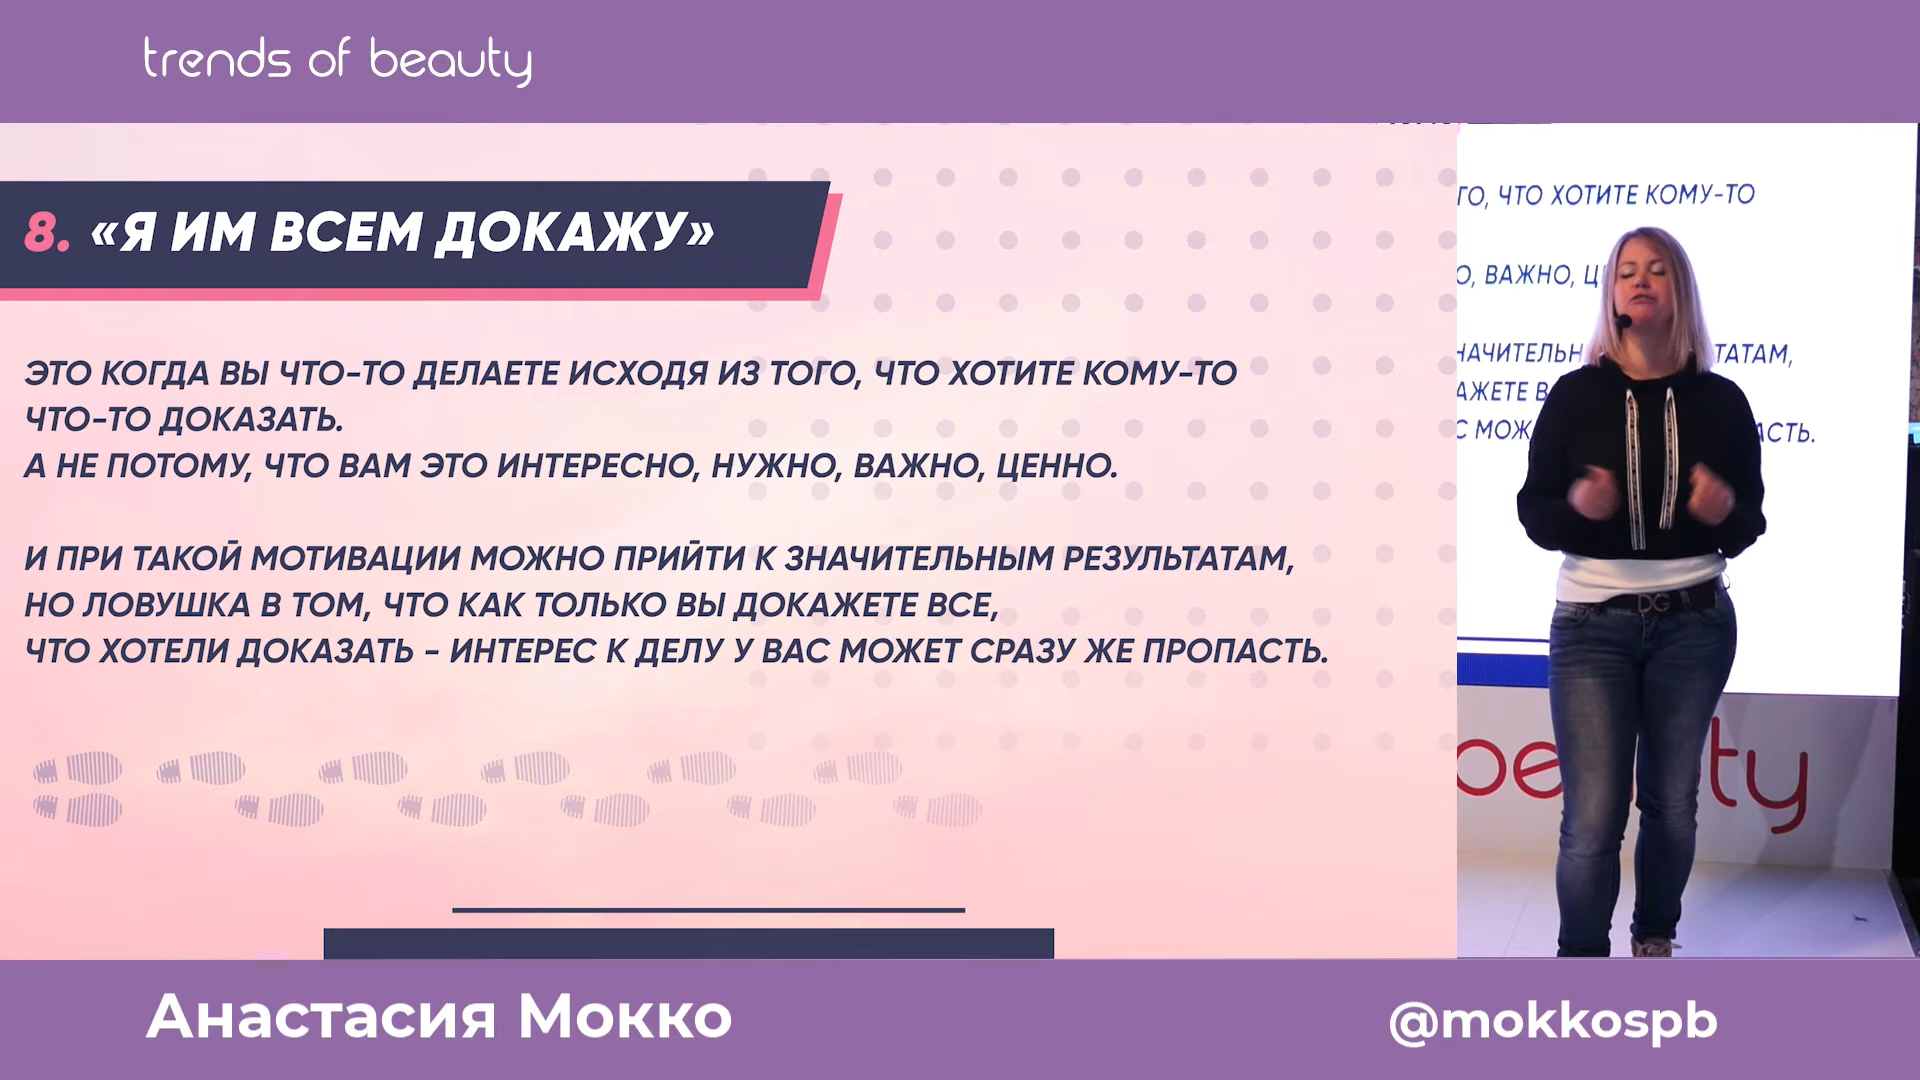 trends of beauty
8. «Я ИМ ВСЕМ ДОКАЖУ»
ЭТО КОГДА ВЫ ЧТО-ТО ДЕЛАЕТЕ ИСХОДЯ ИЗ ТОГО, ЧТО ХОТИТЕ КОМУ-ТО
ЧТО-ТО ДОКАЗАТЬ.
А НЕ ПОТОМУ, ЧТО ВАМ ЭТО ИНТЕРЕСНО, НУЖНО, ВАЖНО, ЦЕННО.
И ПРИ ТАКОЙ МОТИВАЦИИ МОЖНО ПРИЙТИ К ЗНАЧИТЕЛЬНЫМ РЕЗУЛЬТАТАМ,
НО ЛОВУШКА В ТОМ, ЧТО КАК ТОЛЬКО ВЫ ДОКАЖЕТЕ ВСЕ,
ЧТО ХОТЕЛИ ДОКАЗАТЬ - ИНТЕРЕС К ДЕЛУ У ВАС МОЖЕТ СРАЗУ ЖЕ ПРОПАСТЬ.
ЧТО ХОТИТЕ КОМУ-ТО
ВАЖНО,
DG
Анастасия Мокко
@mokkospb